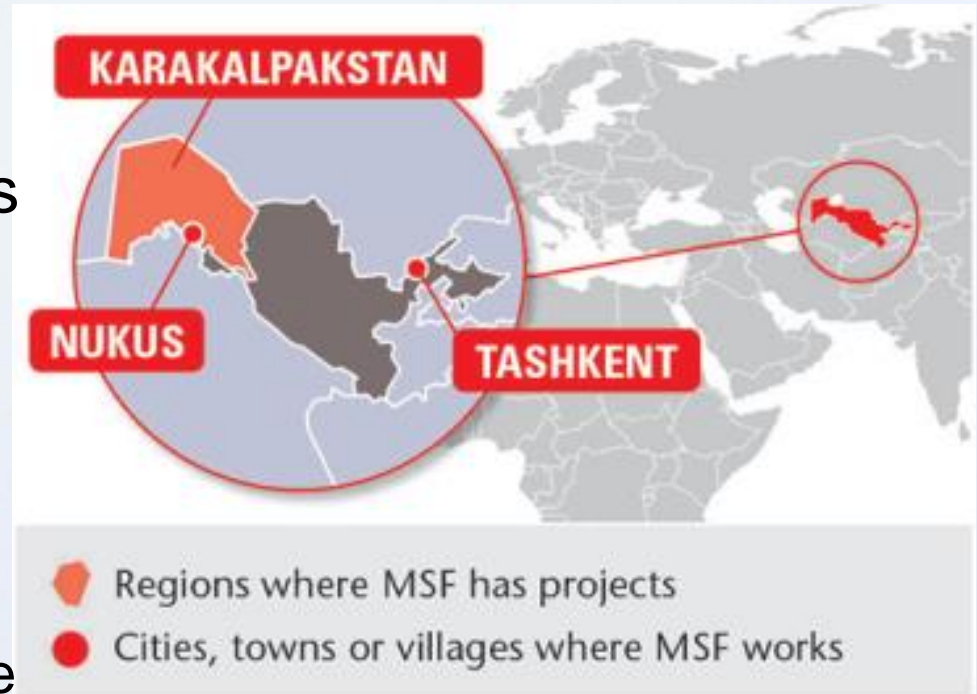 KARAKALPAKSTAN
s
NUKUS
TASHKENT
Regions where MSF has projects
Cities, towns or villages where MSF works
e